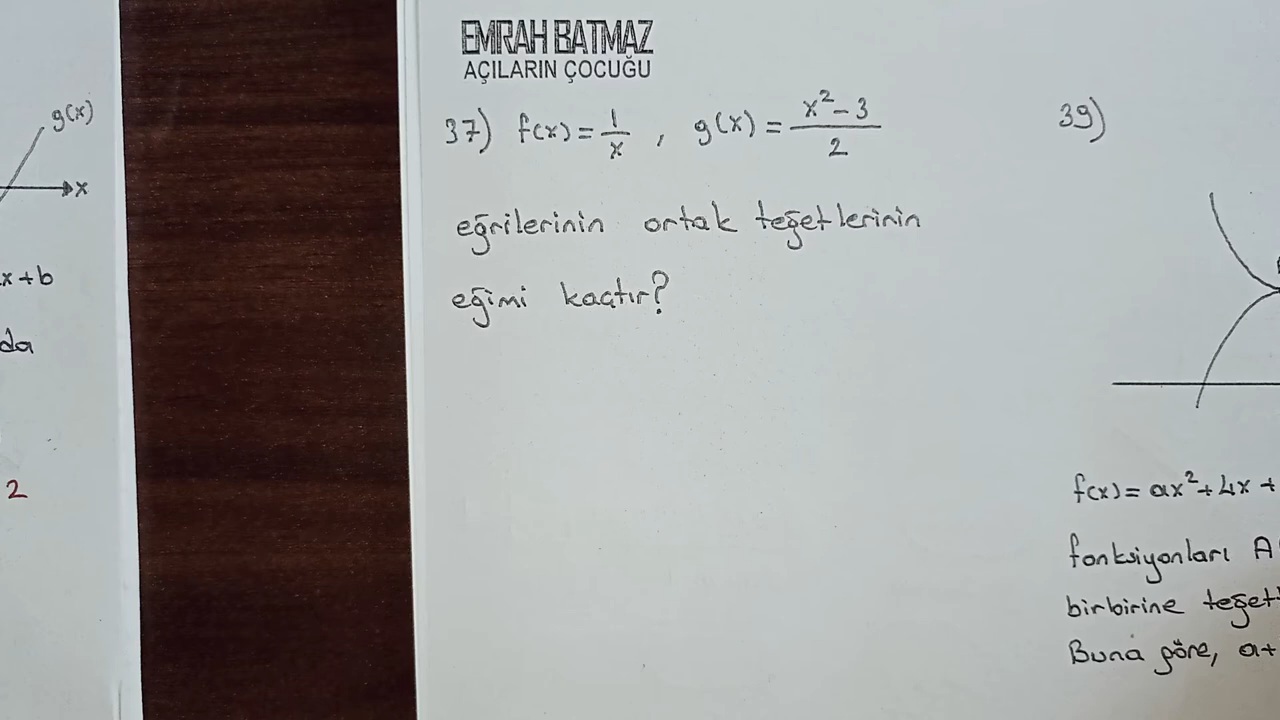 g(x)
x
x+b
da
2
EMRAH BATMAZ
AÇILARIN ÇOCUĞU
37) f(x) = 1/x , g(x) = x²-3/2
eğrilerinin ortak teğetlerinin
eğimi kaçtır?
39)
f(x) = ax²+4x+
fonksiyonları A
birbirine teğet
Buna göre, a+